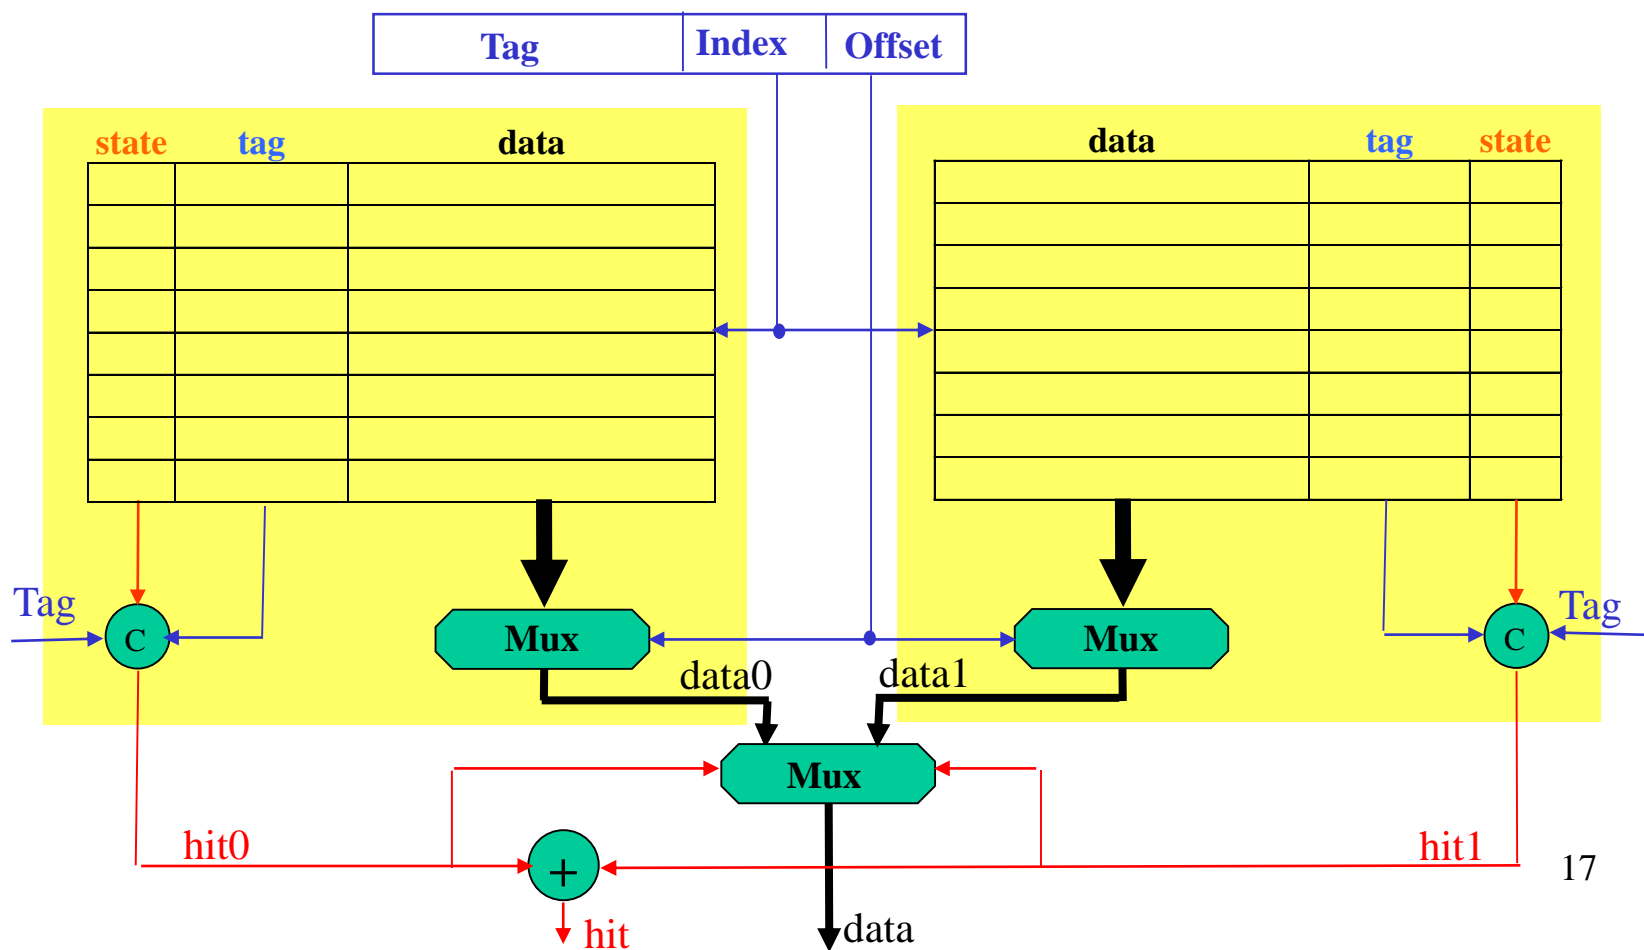 Tag Index Offset
state tag data data tag state
Tag C Mux Mux C Tag
data0 data1
Mux
hit0 hit1
+ 17
hit data